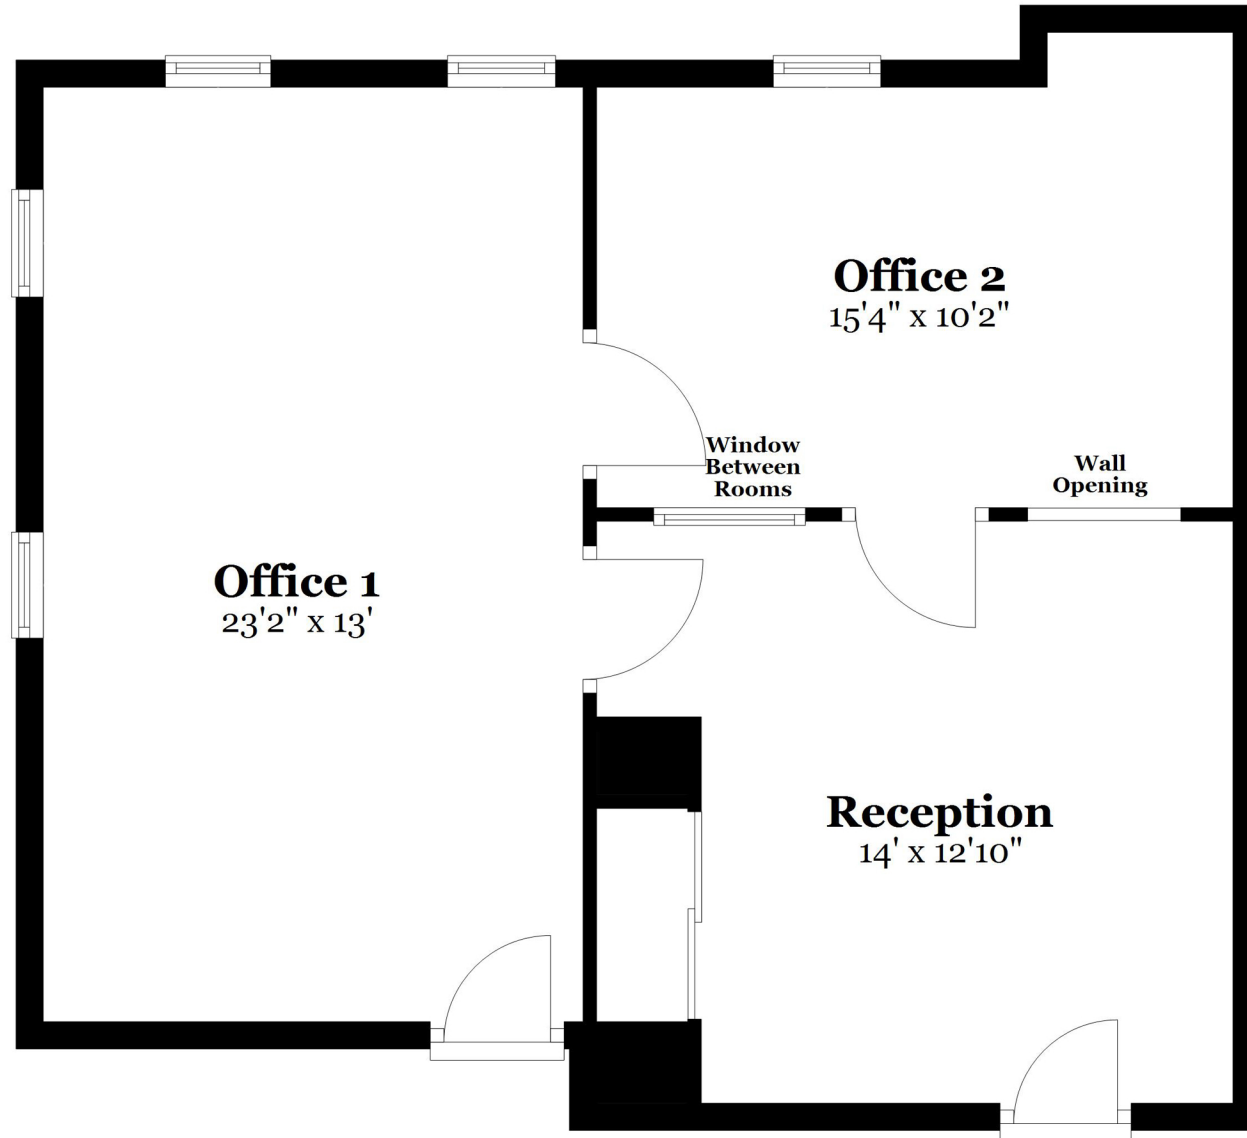 Office 2
15'4" x 10'2"
Window
Between
Rooms
Wall
Opening
Office 1
23'2" x 13'
Reception
14' x 12'10"